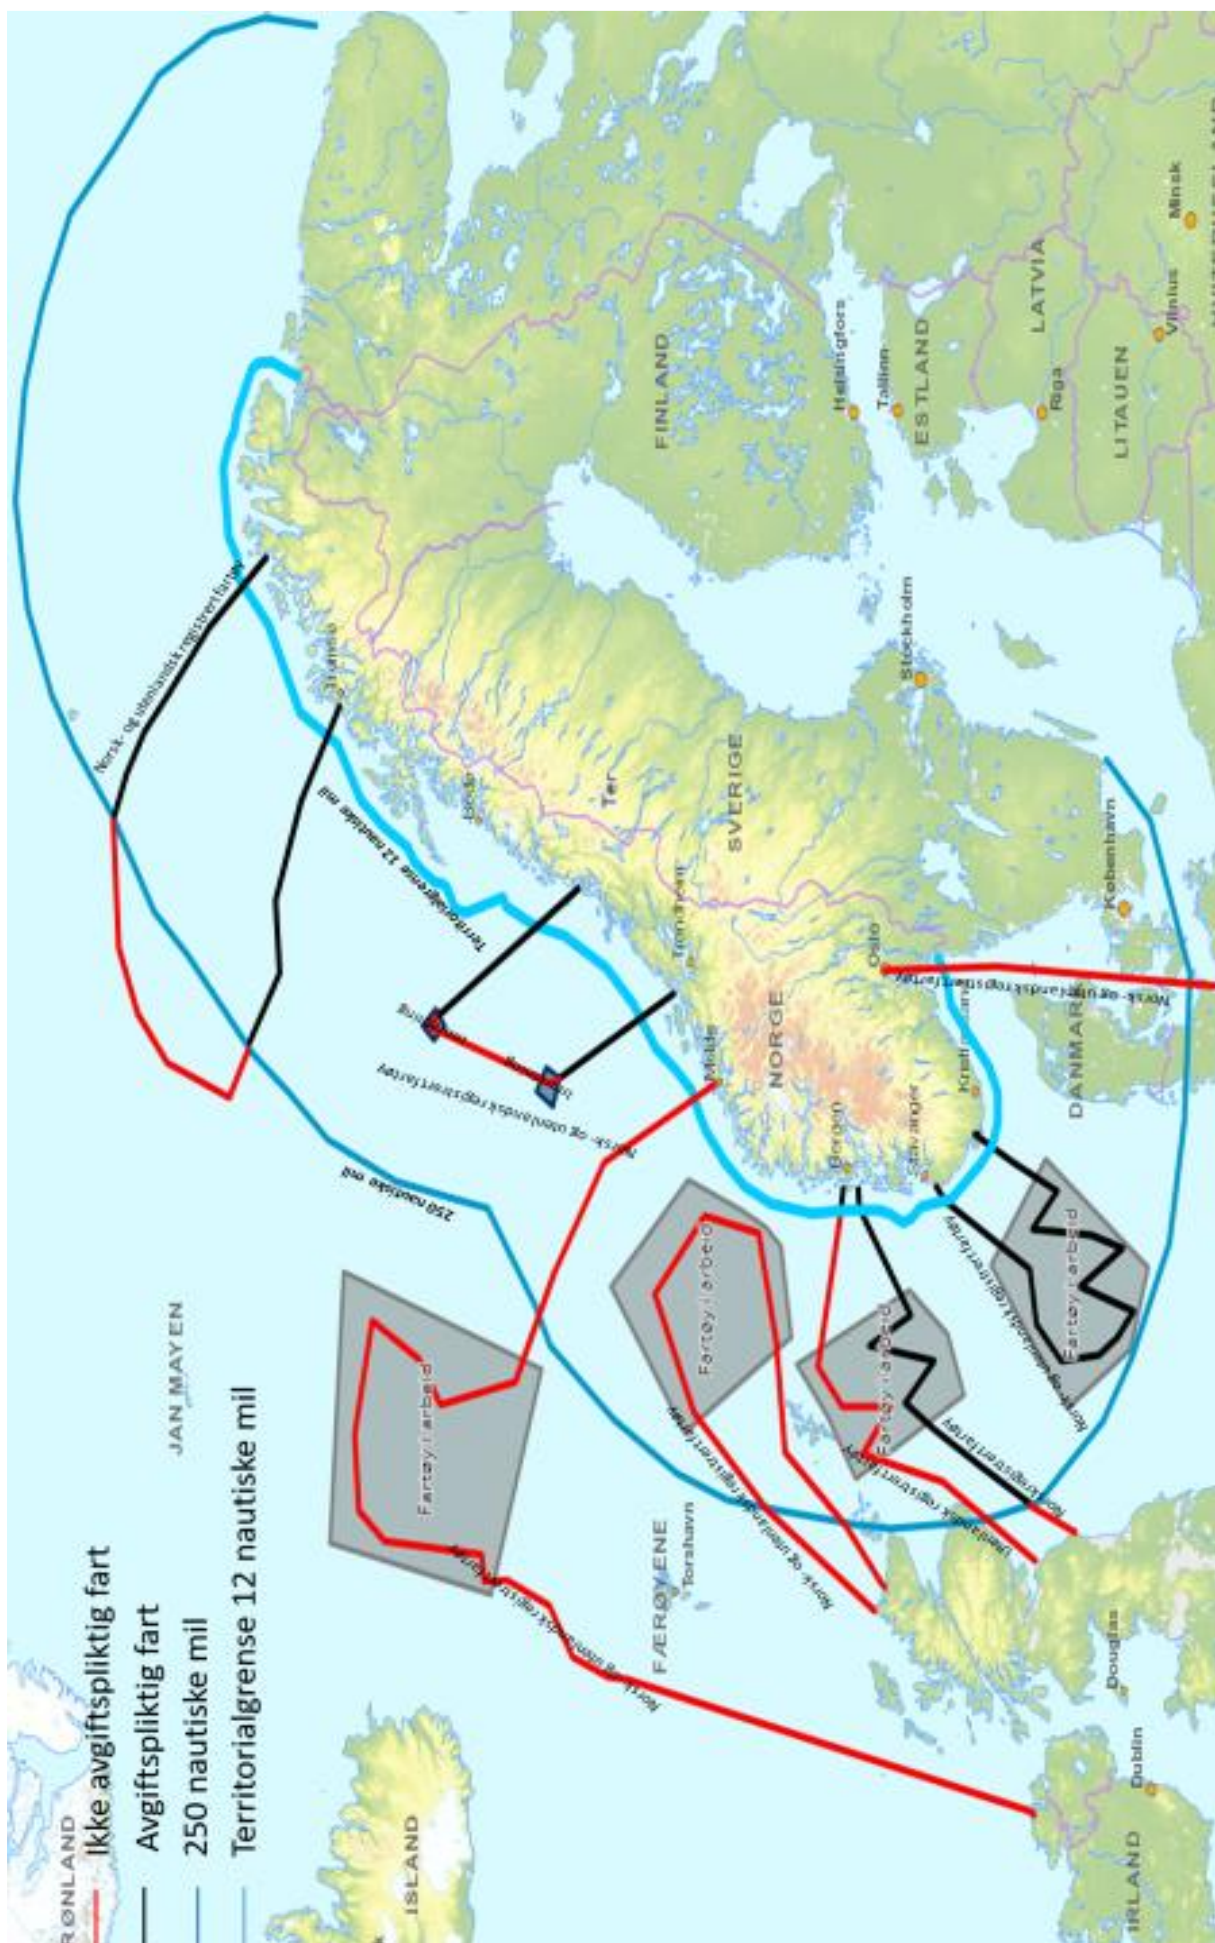 RØNLAND
Ikke avgiftspliktig fart
Avgiftspliktig fart
250 nautiske mil
Territorialgrense 12 nautiske mil
ISLAND
JAN MAYEN
FÆRØYENE
Torshavn
IRLAND
Dublin
Douglas
NORGE
Oslo
Bergen
Stavanger
Molde
Trondheim
Bodø
Tromsø
SVERIGE
Stockholm
FINLAND
Helsingfors
Tallinn
ESTLAND
LATVIA
Riga
LITAUEN
Vilnius
Minsk
DANMARK
København
Norsk- og utenlandsk registrert fartøy
Territorialgrense 12 nautiske mil
Norsk- og utenlandsk registrert fartøy
250 nautiske mil
Fartøy i arbeid
Norsk- og utenlandsk registrert fartøy
Fartøy i arbeid
Norsk- og utenlandsk registrert fartøy
Fartøy i arbeid
Utenlandsk registrert fartøy
Norsk registrert fartøy
Fartøy i arbeid
Norsk- og utenlandsk registrert fartøy
Norsk- og utenlandsk registrert fartøy